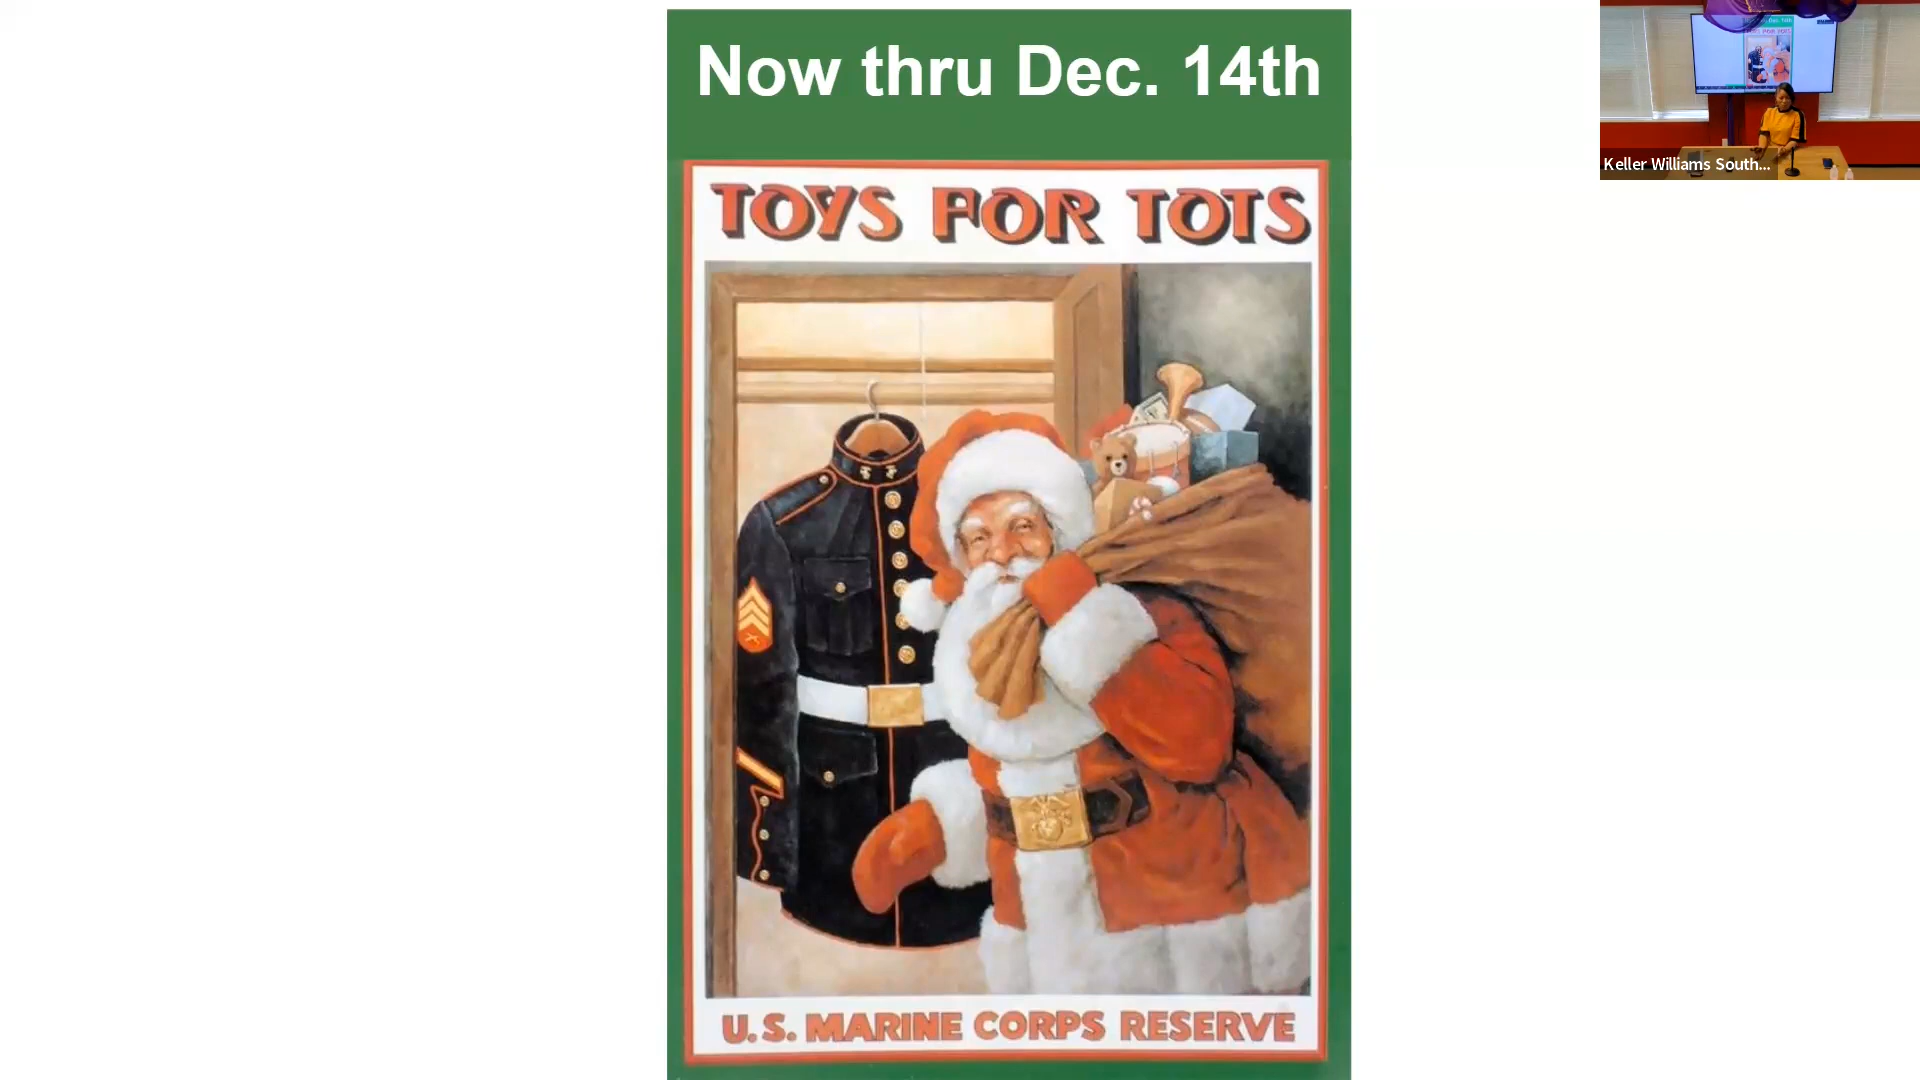 Now thru Dec. 14th
TOYS FOR TOTS
U.S. MARINE CORPS RESERVE
Keller Williams South...